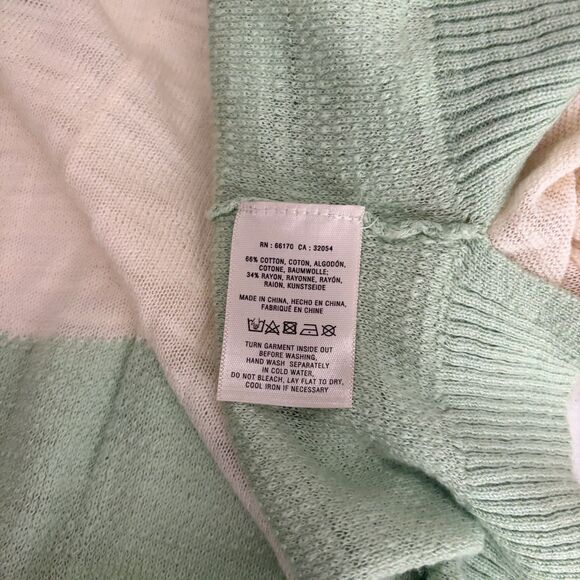 RN : 66170 CA : 32054
66% COTTON, COTON, ALGODÓN,
COTONE, BAUMWOLLE;
34% RAYON, RAYONNE, RAYÓN,
RAION, KUNSTSEIDE
MADE IN CHINA, HECHO EN CHINA,
FABRIQUÉ EN CHINE
TURN GARMENT INSIDE OUT
BEFORE WASHING,
HAND WASH SEPARATELY
IN COLD WATER,
DO NOT BLEACH, LAY FLAT TO DRY.
COOL IRON IF NECESSARY